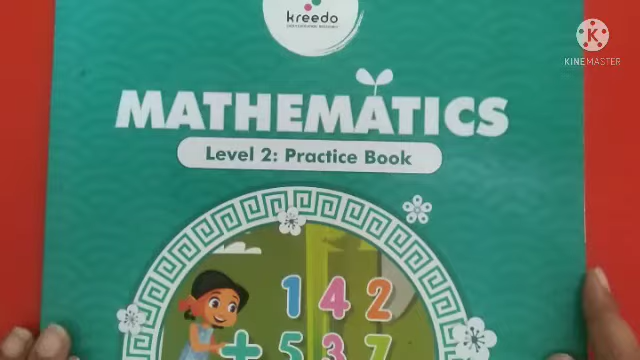 kreedo
K
KINEMASTER
MATHEMATICS
Level 2: Practice Book
1 4 2
+ 5 3 7